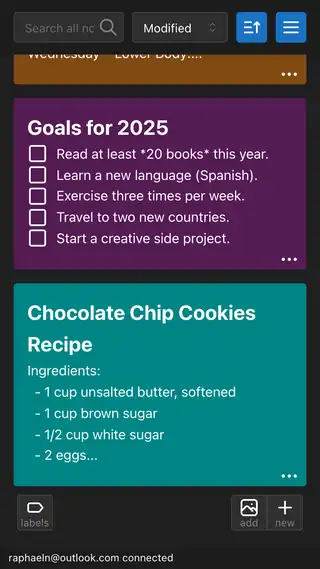 Search all no
Modified
Wednesday - Lower Body....
Goals for 2025
Read at least *20 books* this year.
Learn a new language (Spanish).
Exercise three times per week.
Travel to two new countries.
Start a creative side project.
Chocolate Chip Cookies
Recipe
Ingredients:
- 1 cup unsalted butter, softened
- 1 cup brown sugar
- 1/2 cup white sugar
- 2 eggs...
labels
add
new
raphaeln@outlook.com connected